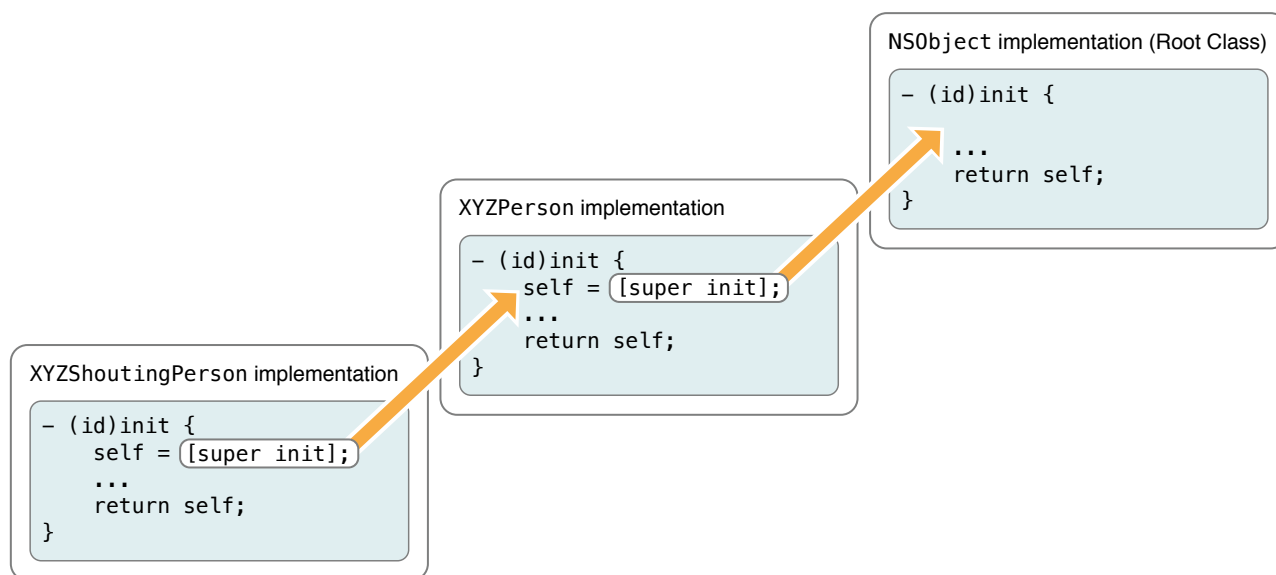 NSObject implementation (Root Class)
– (id)init {
...
return self;
}
XYZPerson implementation
– (id)init {
self = [super init];
...
return self;
}
XYZShoutingPerson implementation
– (id)init {
self = [super init];
...
return self;
}